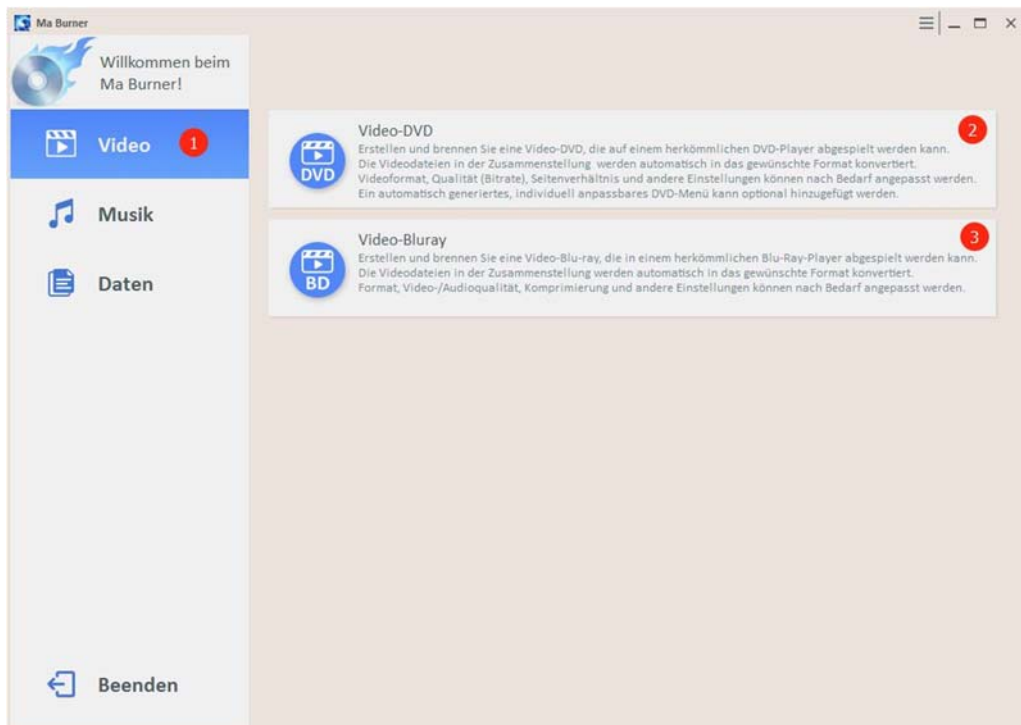 Ma Burner
Willkommen beim
Ma Burner!
Video 1
Musik
Daten
Beenden
Video-DVD 2
Erstellen und brennen Sie eine Video-DVD, die auf einem herkömmlichen DVD-Player abgespielt werden kann.
Die Videodateien in der Zusammenstellung werden automatisch in das gewünschte Format konvertiert.
Videoformat, Qualität (Bitrate), Seitenverhältnis und andere Einstellungen können nach Bedarf angepasst werden.
Ein automatisch generiertes, individuell anpassbares DVD-Menü kann optional hinzugefügt werden.
DVD
Video-Bluray 3
Erstellen und brennen Sie eine Video-Blu-ray, die in einem herkömmlichen Blu-Ray-Player abgespielt werden kann.
Die Videodateien in der Zusammenstellung werden automatisch in das gewünschte Format konvertiert.
Format, Video-/Audioqualität, Komprimierung und andere Einstellungen können nach Bedarf angepasst werden.
BD